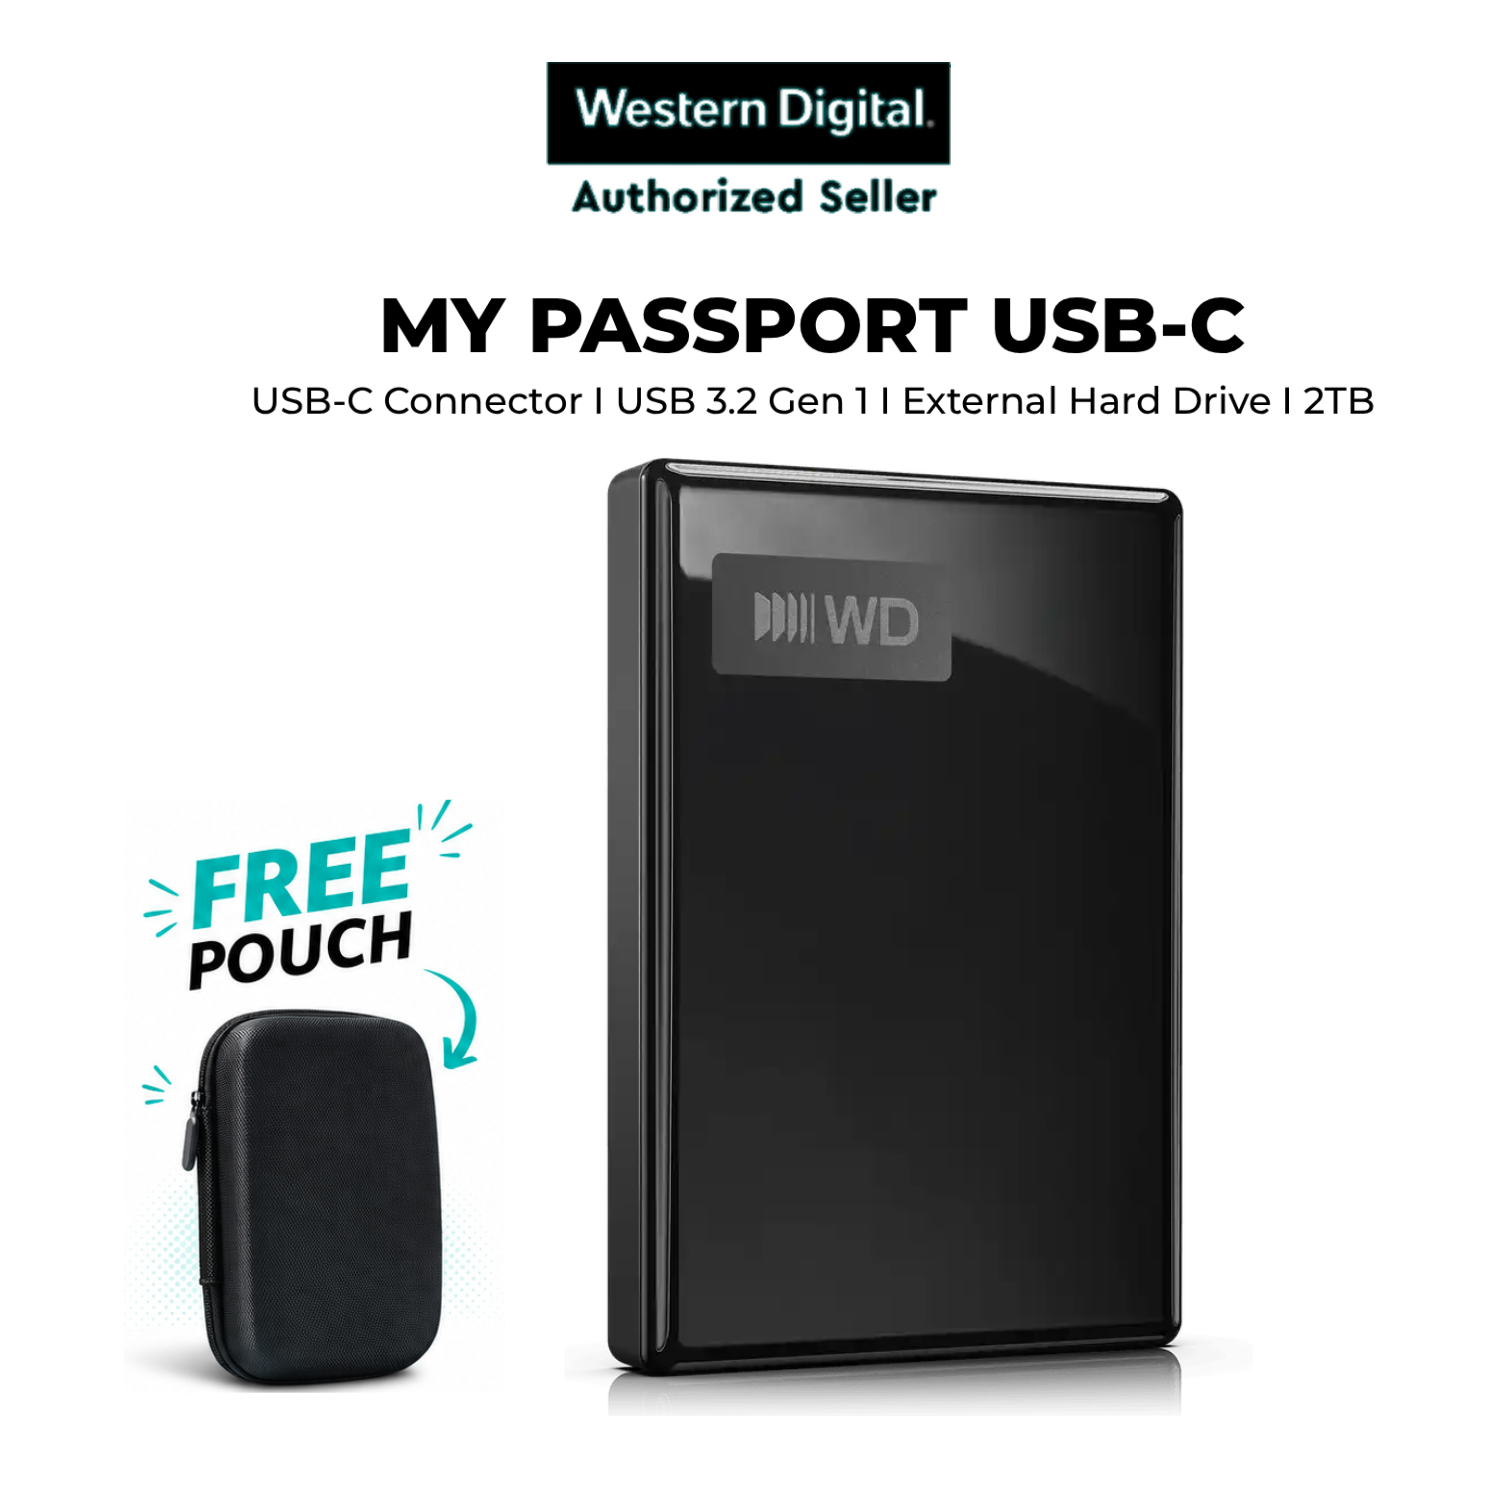 Western Digital.
Authorized Seller
MY PASSPORT USB-C
USB-C Connector I USB 3.2 Gen 1 I External Hard Drive I 2TB
WD
FREE
POUCH